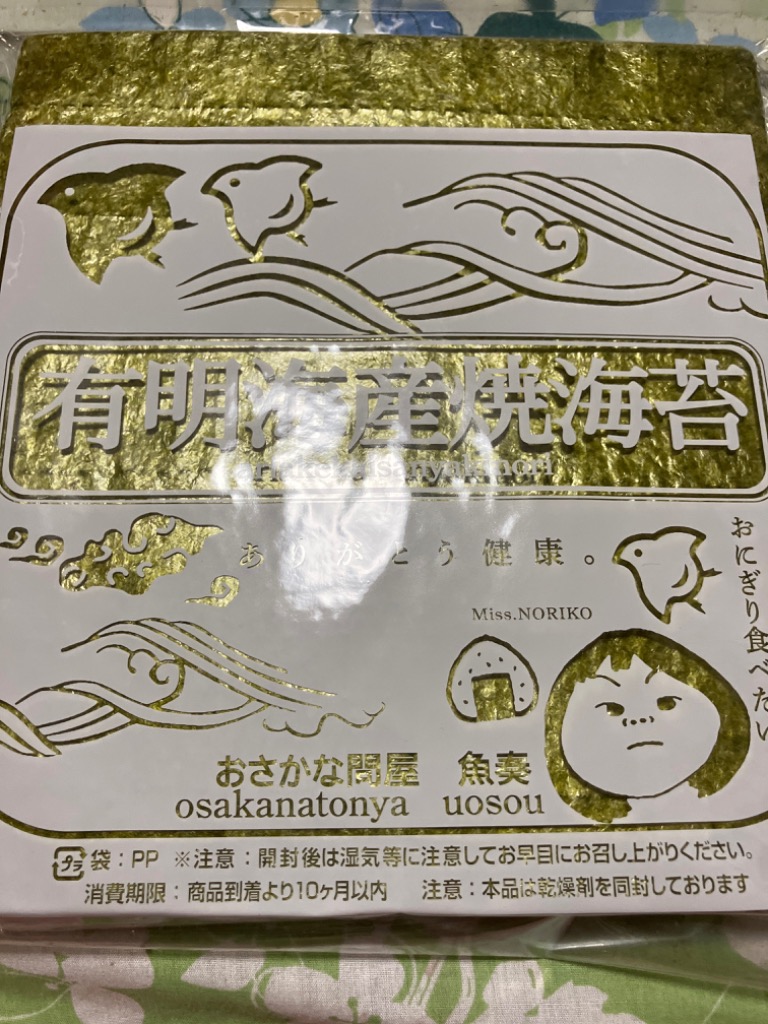 有明海産焼海苔
ariakekaisanyakinori
ありがとう健康。
おにぎり食べたい
Miss.NORIKO
おさかな問屋 魚奏
osakanatonya uosou
プラ 袋：PP ※注意：開封後は湿気等に注意してお早目にお召し上がりください。
消費期限：商品到着より10ヶ月以内 注意：本品は乾燥剤を同封しております